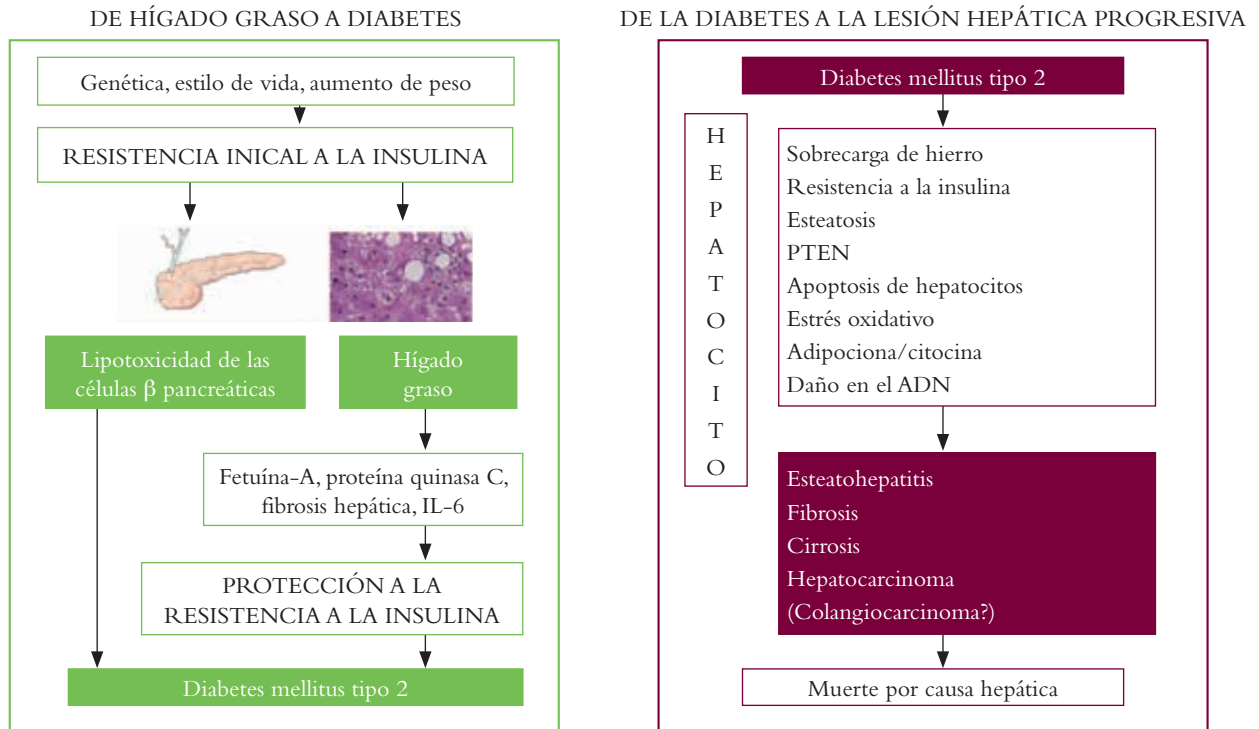 DE HÍGADO GRASO A DIABETES
Genética, estilo de vida, aumento de peso
RESISTENCIA INICAL A LA INSULINA
Lipotoxicidad de las
células β pancreáticas
Hígado
graso
Fetuína-A, proteína quinasa C,
fibrosis hepática, IL-6
PROTECCIÓN A LA
RESISTENCIA A LA INSULINA
Diabetes mellitus tipo 2
DE LA DIABETES A LA LESIÓN HEPÁTICA PROGRESIVA
Diabetes mellitus tipo 2
H
E
P
A
T
O
C
I
T
O
Sobrecarga de hierro
Resistencia a la insulina
Esteatosis
PTEN
Apoptosis de hepatocitos
Estrés oxidativo
Adipociona/citocina
Daño en el ADN
Esteatohepatitis
Fibrosis
Cirrosis
Hepatocarcinoma
(Colangiocarcinoma?)
Muerte por causa hepática